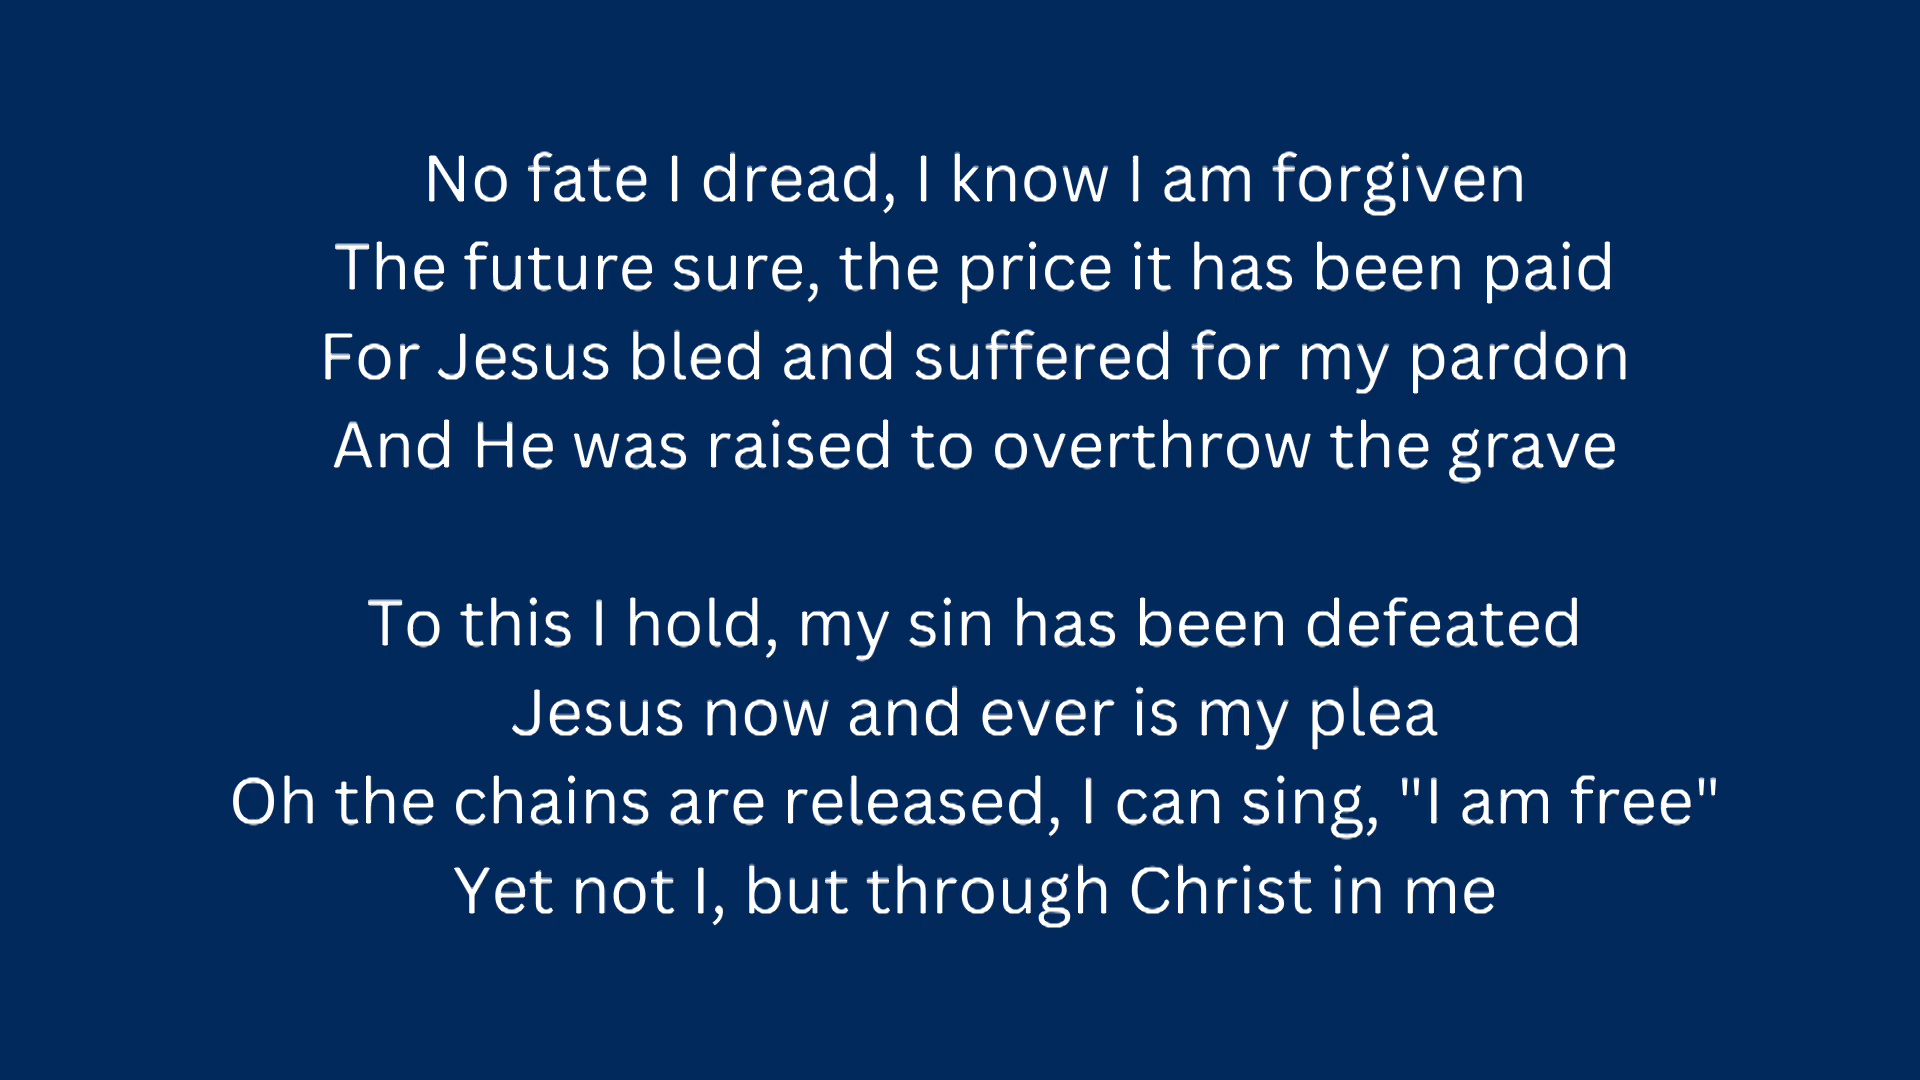 No fate I dread, I know I am forgiven
The future sure, the price it has been paid
For Jesus bled and suffered for my pardon
And He was raised to overthrow the grave
To this I hold, my sin has been defeated
Jesus now and ever is my plea
Oh the chains are released, I can sing, "I am free"
Yet not I, but through Christ in me